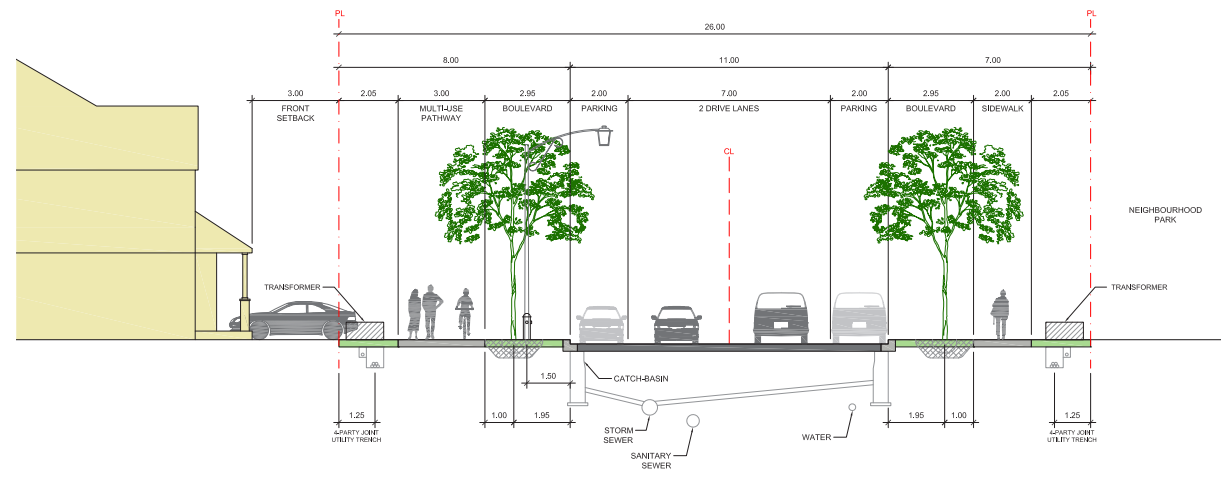 PL
PL
26.00
8.00
11.00
7.00
3.00
2.05
3.00
2.95
2.00
7.00
2.00
2.95
2.00
2.05
FRONT
SETBACK
MULTI-USE
PATHWAY
BOULEVARD
PARKING
2 DRIVE LANES
PARKING
BOULEVARD
SIDEWALK
CL
NEIGHBOURHOOD
PARK
TRANSFORMER
TRANSFORMER
1.50
CATCH-BASIN
1.25
1.00
1.95
1.95
1.00
1.25
4-PARTY JOINT
UTILITY TRENCH
STORM
SEWER
SANITARY
SEWER
WATER
4-PARTY JOINT
UTILITY TRENCH